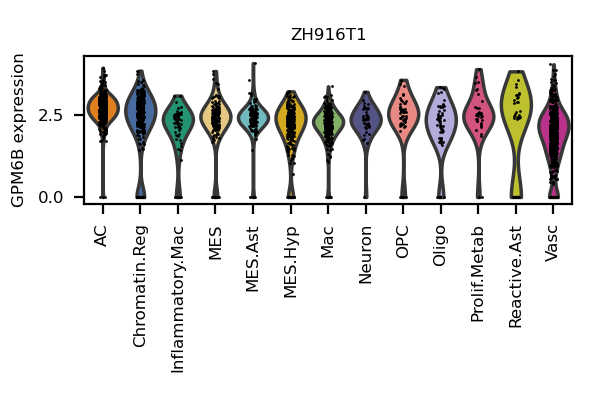 ZH916T1
GPM6B expression
2.5
0.0
AC
Chromatin.Reg
Inflammatory.Mac
MES
MES.Ast
MES.Hyp
Mac
Neuron
OPC
Oligo
Prolif.Metab
Reactive.Ast
Vasc